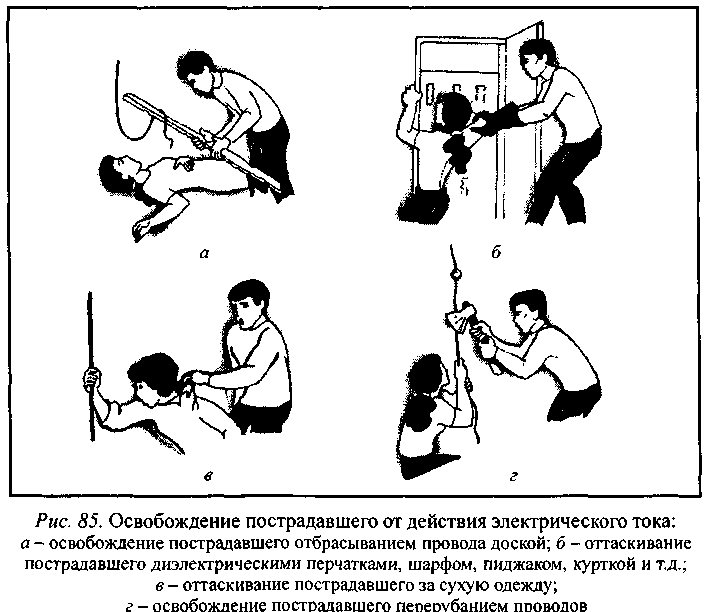 а
б
в
г
Рис. 85. Освобождение пострадавшего от действия электрического тока:
а – освобождение пострадавшего отбрасыванием провода доской; б – оттаскивание
пострадавшего диэлектрическими перчатками, шарфом, пиджаком, курткой и т.д.;
в – оттаскивание пострадавшего за сухую одежду;
г – освобождение пострадавшего перерубанием проводов